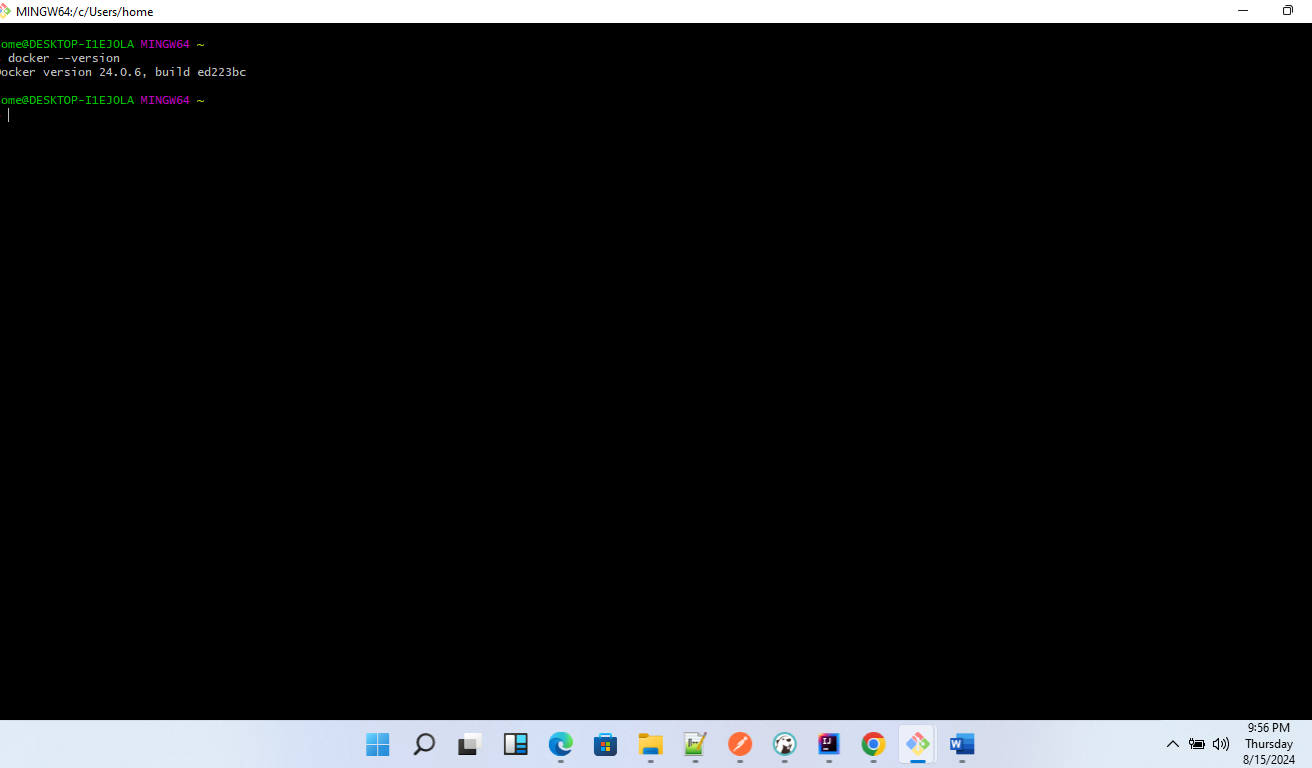 MINGW64:/c/Users/home
ome@DESKTOP-I1EJOLA MINGW64 ~
docker --version
Docker version 24.0.6, build ed223bc
ome@DESKTOP-I1EJOLA MINGW64 ~
9:56 PM
Thursday
8/15/2024